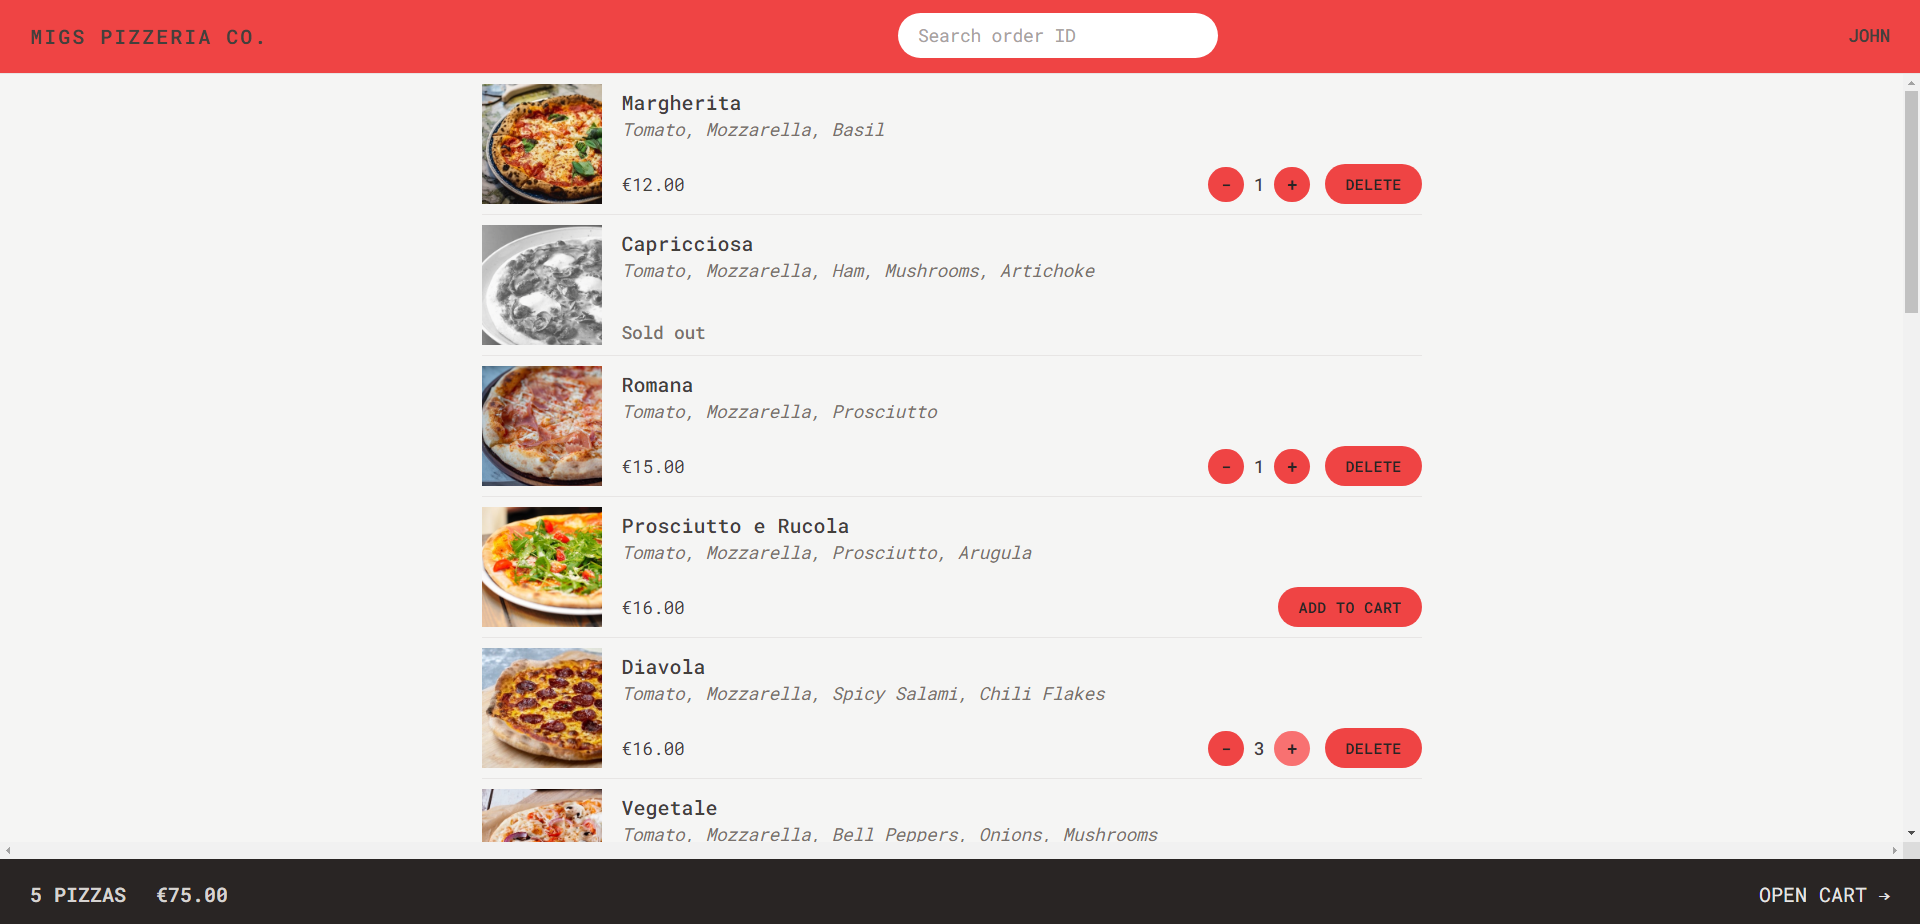 MIGS PIZZERIA CO.
Search order ID
JOHN
Margherita
Tomato, Mozzarella, Basil
€12.00
- 1 + DELETE
Capricciosa
Tomato, Mozzarella, Ham, Mushrooms, Artichoke
Sold out
Romana
Tomato, Mozzarella, Prosciutto
€15.00
- 1 + DELETE
Prosciutto e Rucola
Tomato, Mozzarella, Prosciutto, Arugula
€16.00
ADD TO CART
Diavola
Tomato, Mozzarella, Spicy Salami, Chili Flakes
€16.00
- 3 + DELETE
Vegetale
Tomato, Mozzarella, Bell Peppers, Onions, Mushrooms
5 PIZZAS €75.00
OPEN CART →